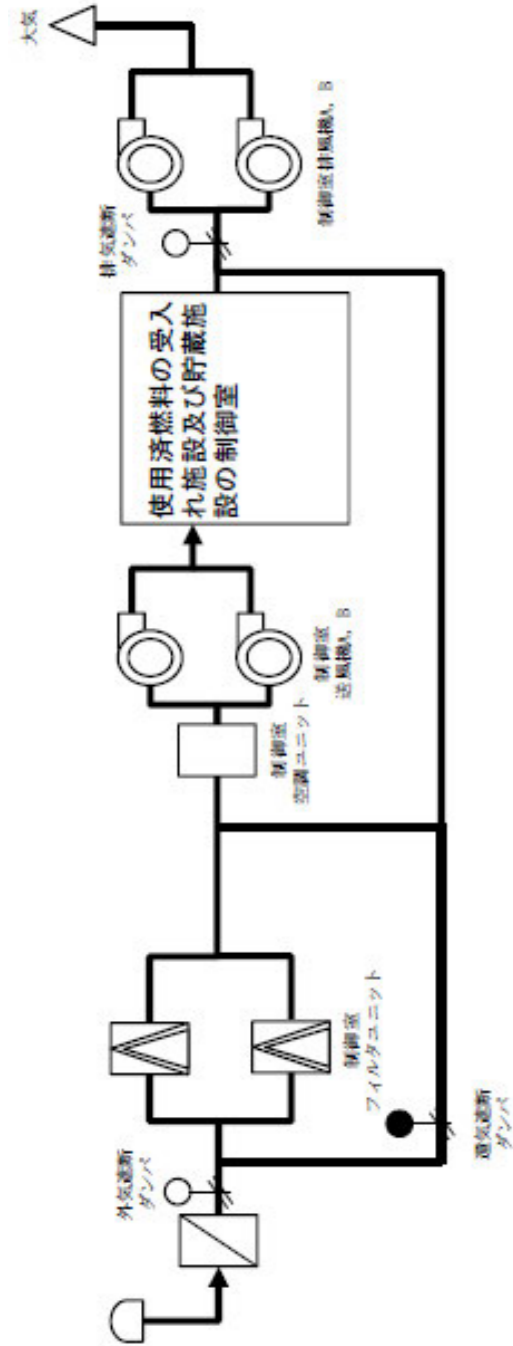 外気遮断
ダンパ
制御室
フィルタユニット
還気遮断
ダンパ
制御室
空調ユニット
制御室
送風機A, B
使用済燃料の受入
れ施設及び貯蔵施
設の制御室
排気遮断
ダンパ
制御室排風機A, B
大気